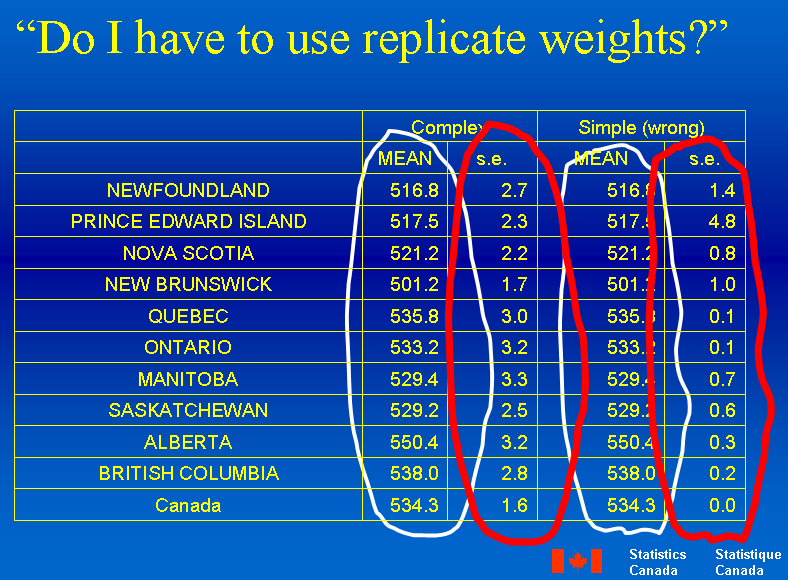 “Do I have to use replicate weights?”
Complex Simple (wrong)
MEAN s.e. MEAN s.e.
NEWFOUNDLAND 516.8 2.7 516.8 1.4
PRINCE EDWARD ISLAND 517.5 2.3 517.5 4.8
NOVA SCOTIA 521.2 2.2 521.2 0.8
NEW BRUNSWICK 501.2 1.7 501.2 1.0
QUEBEC 535.8 3.0 535.8 0.1
ONTARIO 533.2 3.2 533.2 0.1
MANITOBA 529.4 3.3 529.4 0.7
SASKATCHEWAN 529.2 2.5 529.2 0.6
ALBERTA 550.4 3.2 550.4 0.3
BRITISH COLUMBIA 538.0 2.8 538.0 0.2
Canada 534.3 1.6 534.3 0.0
Statistics Statistique
Canada Canada